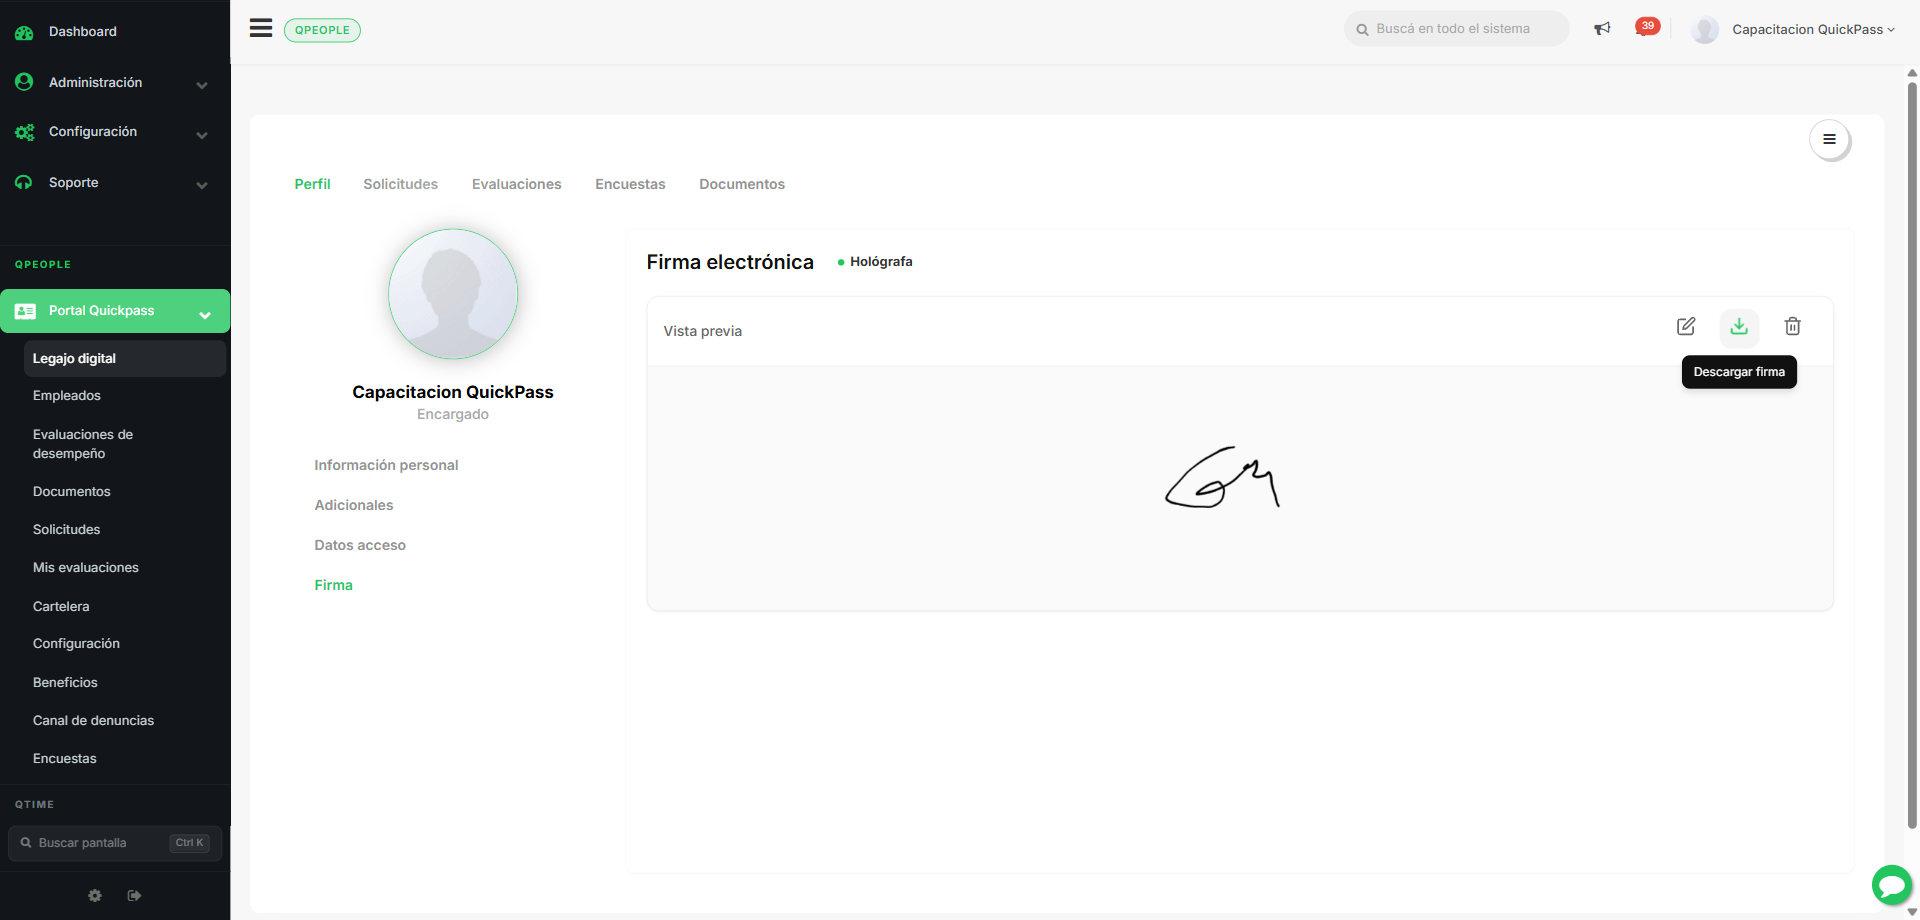 Dashboard
Administración
Configuración
Soporte
QPEOPLE
Portal Quickpass
Legajo digital
Empleados
Evaluaciones de
desempeño
Documentos
Solicitudes
Mis evaluaciones
Cartelera
Configuración
Beneficios
Canal de denuncias
Encuestas
QTIME
Buscar pantalla
Ctrl K
QPEOPLE
Buscá en todo el sistema
39
Capacitacion QuickPass
Perfil
Solicitudes
Evaluaciones
Encuestas
Documentos
Capacitacion QuickPass
Encargado
Información personal
Adicionales
Datos acceso
Firma
Firma electrónica
Hológrafa
Vista previa
Descargar firma